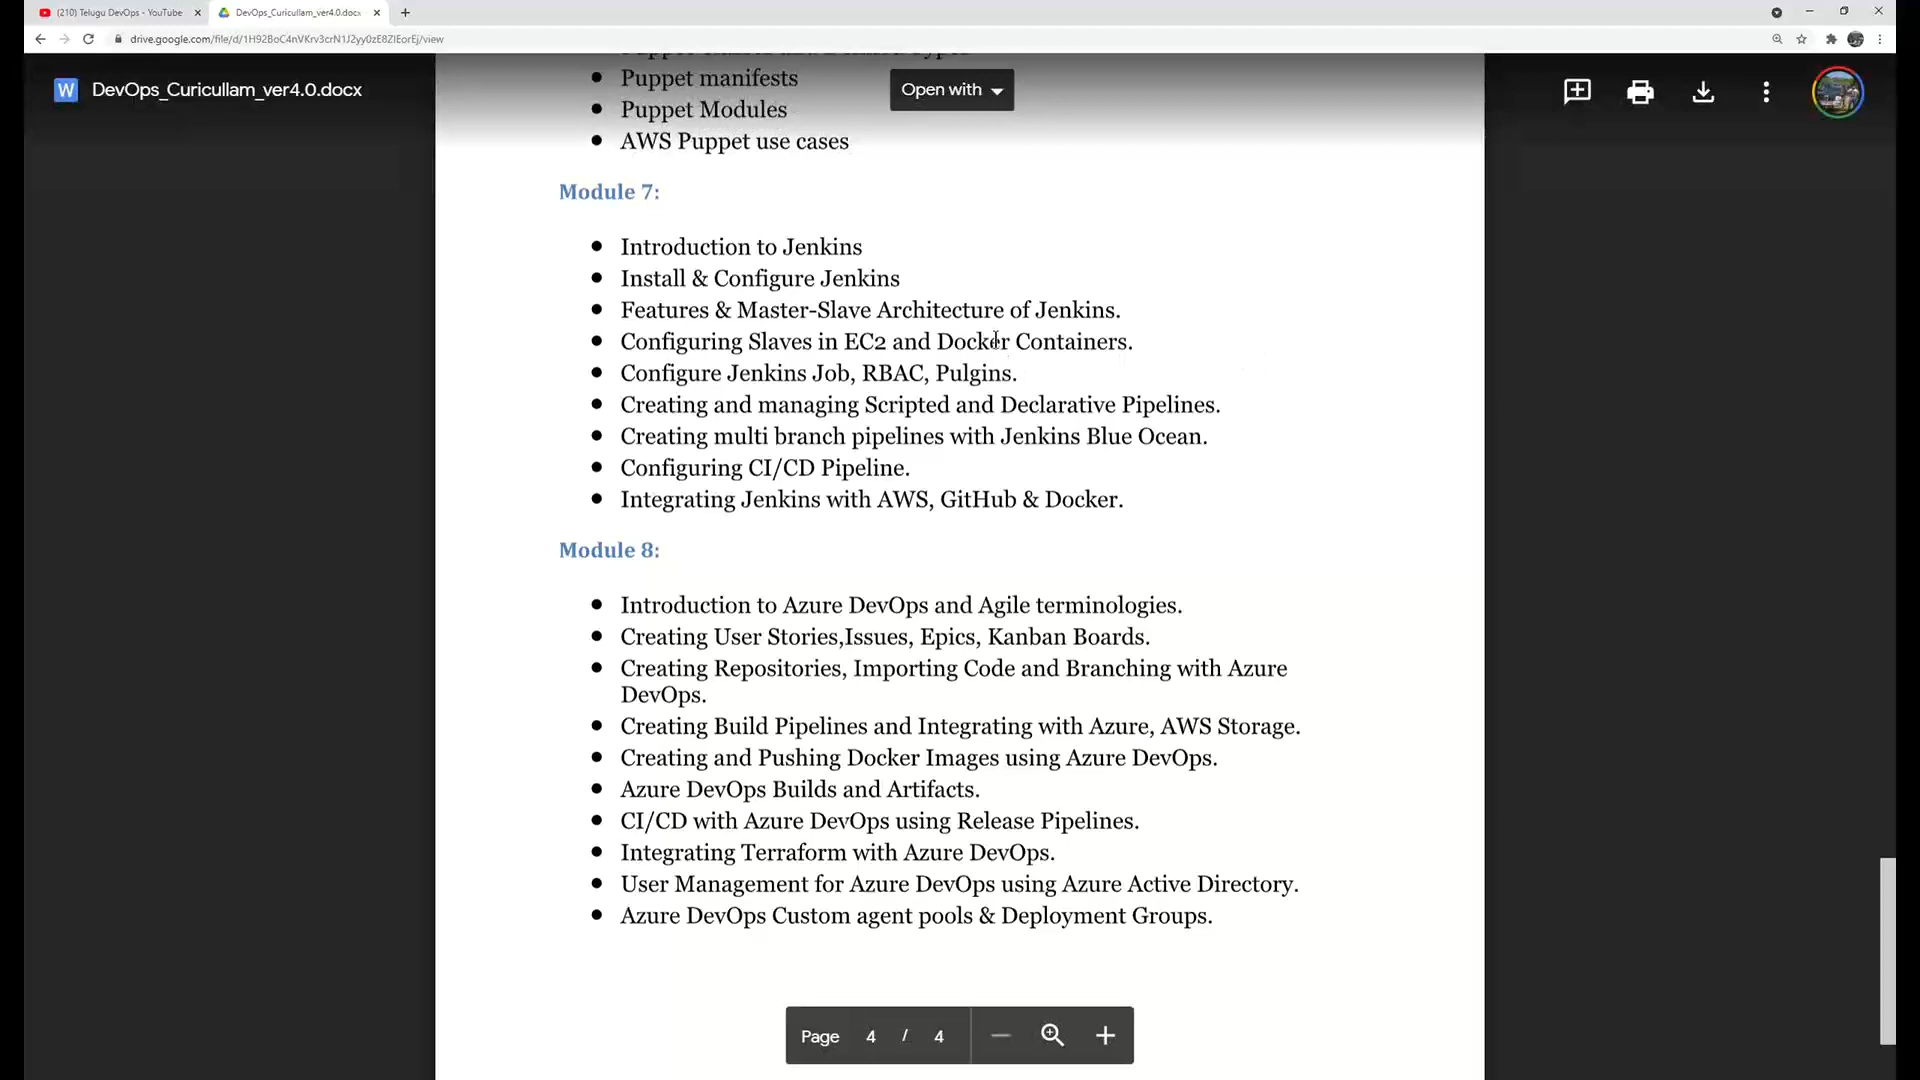 (210) Telugu DevOps - YouTube
DevOps_Curicullam_ver4.0.docx
drive.google.com/file/d/1H92BoC4nVKrv3crN1J2yy0zE8ZlEorEj/view
W DevOps_Curicullam_ver4.0.docx
Open with
Puppet manifests
Puppet Modules
AWS Puppet use cases
Module 7:
Introduction to Jenkins
Install & Configure Jenkins
Features & Master-Slave Architecture of Jenkins.
Configuring Slaves in EC2 and Docker Containers.
Configure Jenkins Job, RBAC, Pulgins.
Creating and managing Scripted and Declarative Pipelines.
Creating multi branch pipelines with Jenkins Blue Ocean.
Configuring CI/CD Pipeline.
Integrating Jenkins with AWS, GitHub & Docker.
Module 8:
Introduction to Azure DevOps and Agile terminologies.
Creating User Stories,Issues, Epics, Kanban Boards.
Creating Repositories, Importing Code and Branching with Azure
DevOps.
Creating Build Pipelines and Integrating with Azure, AWS Storage.
Creating and Pushing Docker Images using Azure DevOps.
Azure DevOps Builds and Artifacts.
CI/CD with Azure DevOps using Release Pipelines.
Integrating Terraform with Azure DevOps.
User Management for Azure DevOps using Azure Active Directory.
Azure DevOps Custom agent pools & Deployment Groups.
Page 4 / 4